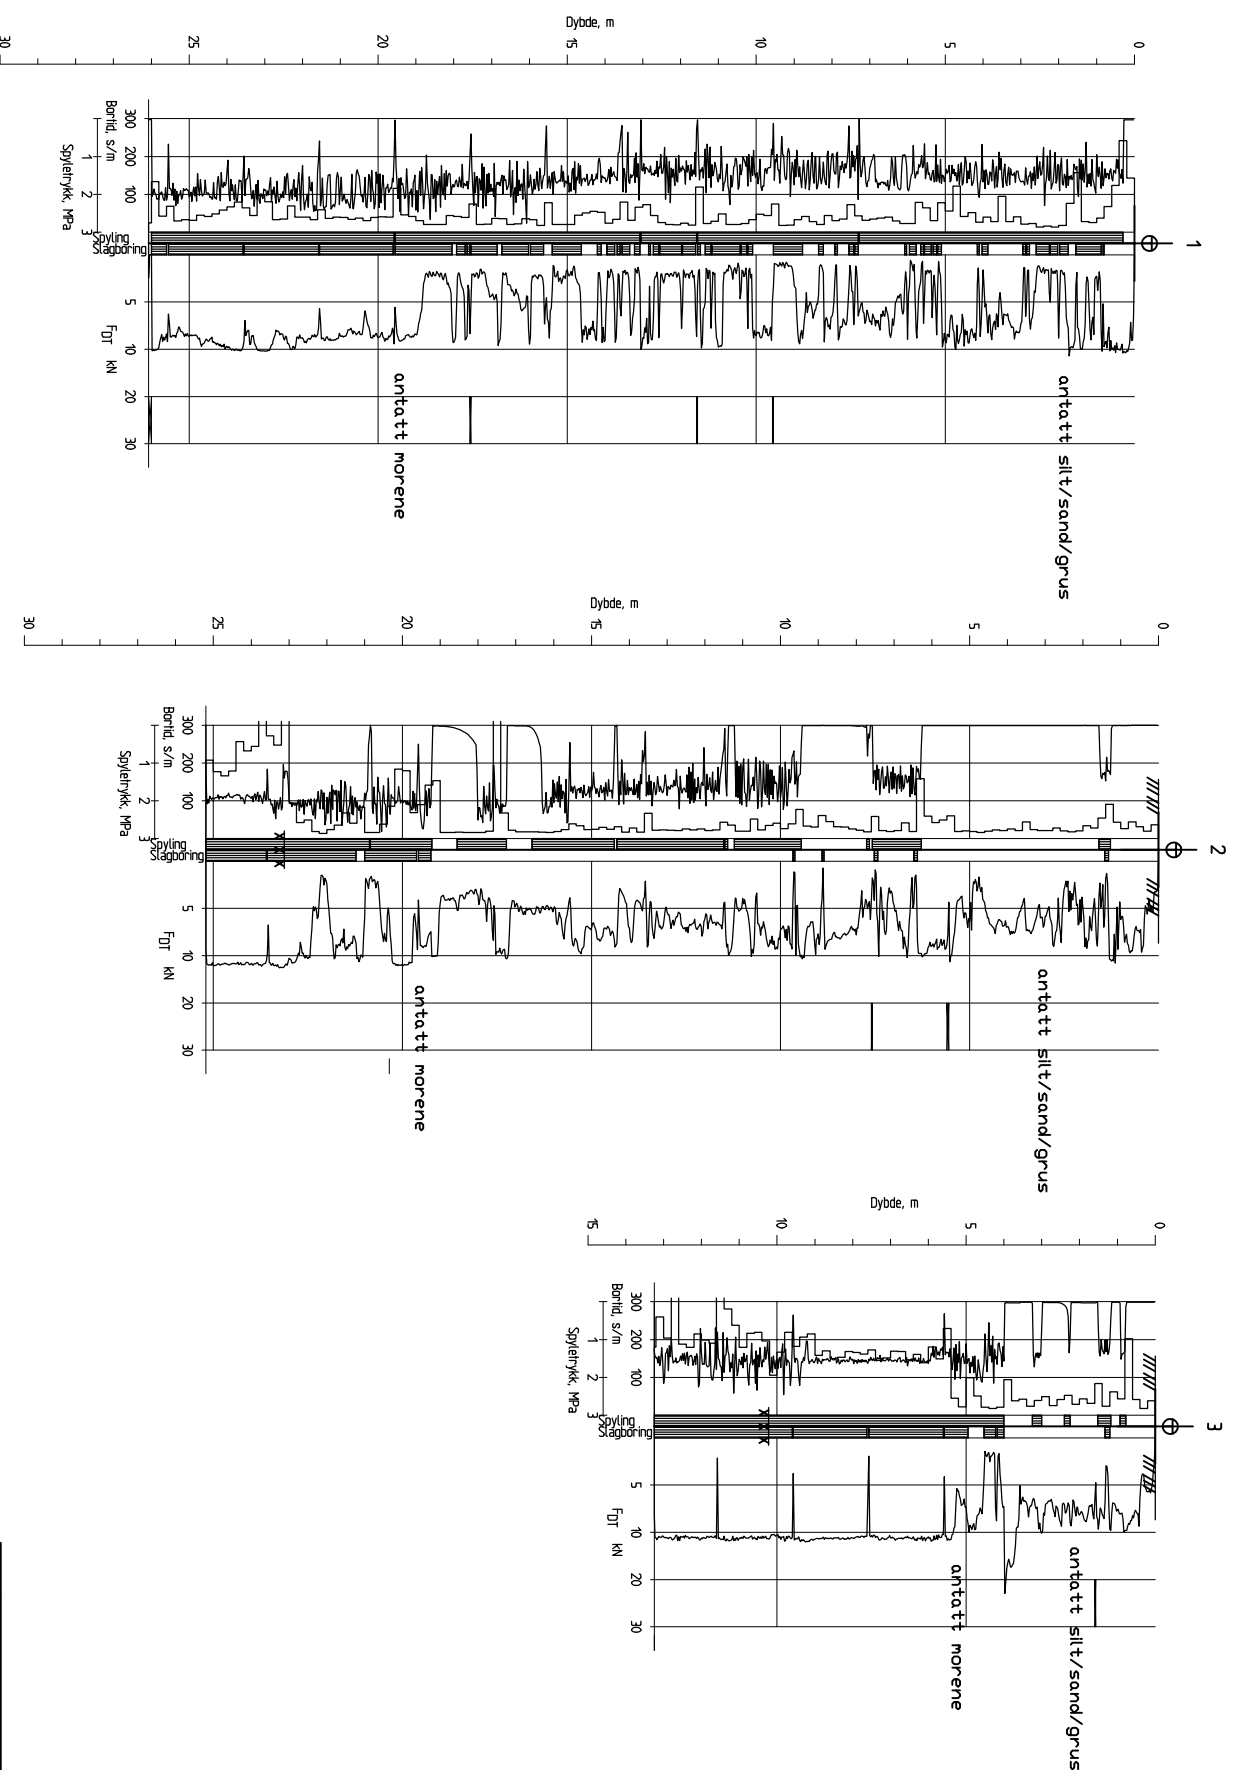 1
Dybde, m
0
5
10
15
20
25
30
300
200
100
Bortid, s/m
1
2
3
Spyletrykk, MPa
Spyling
Slagboring
5
10
20
30
FDT kN
antatt silt/sand/grus
antatt morene
2
Dybde, m
0
5
10
15
20
25
30
300
200
100
Bortid, s/m
1
2
3
Spyletrykk, MPa
Spyling
Slagboring
x x x
x x x
5
10
20
30
FDT kN
antatt silt/sand/grus
antatt morene
3
Dybde, m
0
5
10
15
300
200
100
Bortid, s/m
1
2
3
Spyletrykk, MPa
Spyling
Slagboring
x x x
5
10
20
30
FDT kN
antatt silt/sand/grus
antatt morene